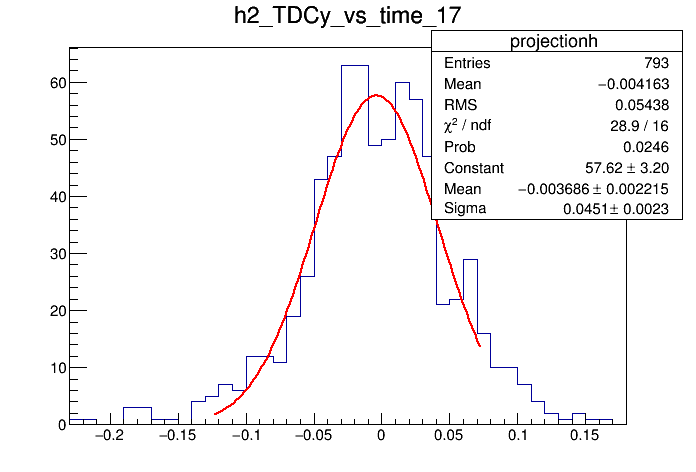 h2_TDCy_vs_time_17
projectionh
Entries 793
Mean −0.004163
RMS 0.05438
χ² / ndf 28.9 / 16
Prob 0.0246
Constant 57.62 ± 3.20
Mean −0.003686 ± 0.002215
Sigma 0.0451 ± 0.0023
60
50
40
30
20
10
0
−0.2 −0.15 −0.1 −0.05 0 0.05 0.1 0.15